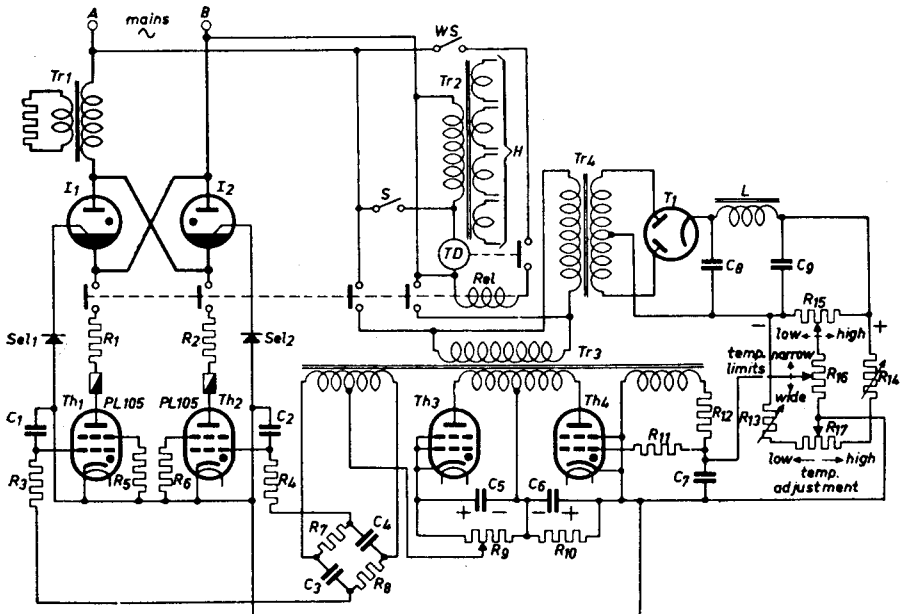 A
B
mains
WS
Tr1
Tr2
H
Tr4
I1
I2
T1
L
S
C8
C9
TD
Rel
R15
low high
- +
Sel1
R1
R2
Sel2
Tr3
temp. narrow
limits
R16
R14
wide
C1
Th1
PL105
PL105
Th2
C2
Th3
Th4
R12
R13
R17
R11
low high
temp.
adjustment
R3
R5
R6
R4
C7
C5
C6
+ - - +
R7
C4
R9
R10
C3
R8